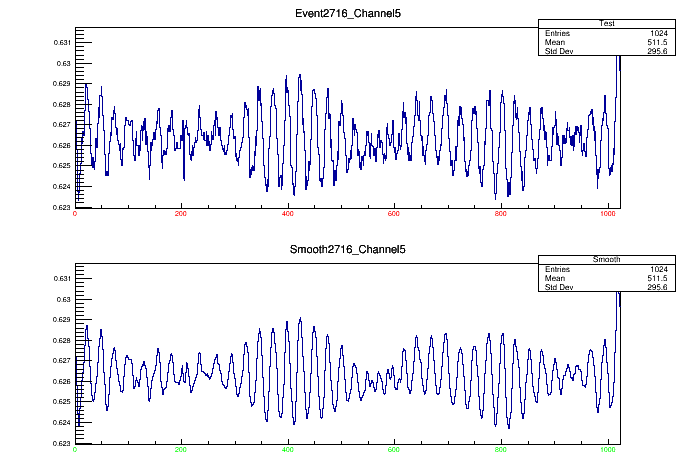 Event2716_Channel5
Test
Entries 1024
Mean 511.5
Std Dev 295.6
0.631
0.63
0.629
0.628
0.627
0.626
0.625
0.624
0.623
0 200 400 600 800 1000
Smooth2716_Channel5
Smooth
Entries 1024
Mean 511.5
Std Dev 295.6
0.631
0.63
0.629
0.628
0.627
0.626
0.625
0.624
0.623
0 200 400 600 800 1000